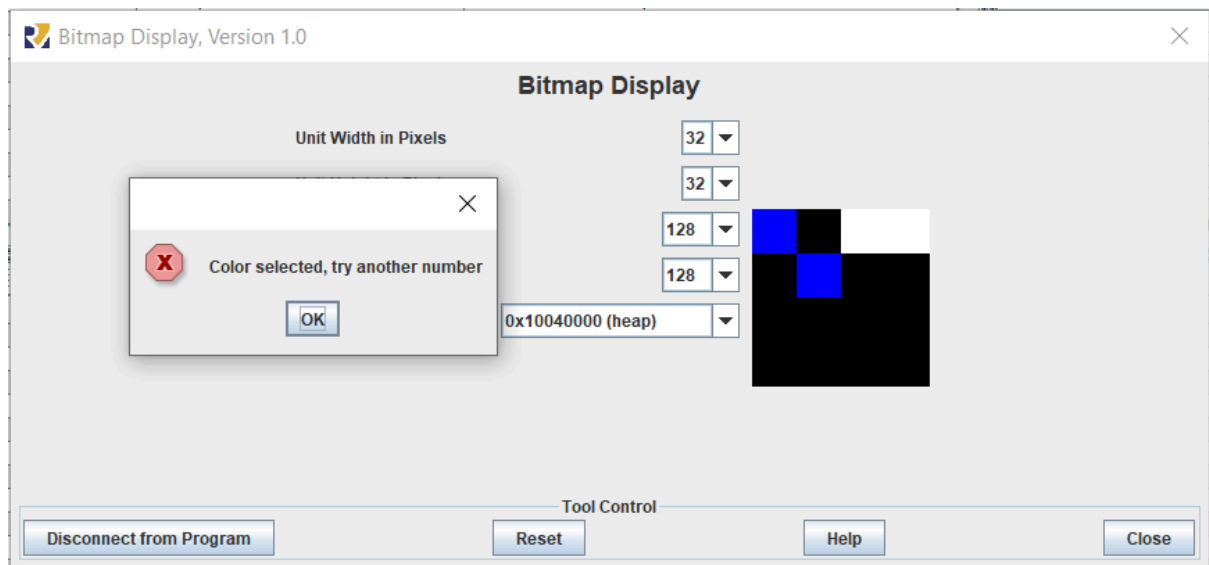 Bitmap Display, Version 1.0
Bitmap Display
Unit Width in Pixels
32
32
128
128
0x10040000 (heap)
Color selected, try another number
OK
Tool Control
Disconnect from Program
Reset
Help
Close